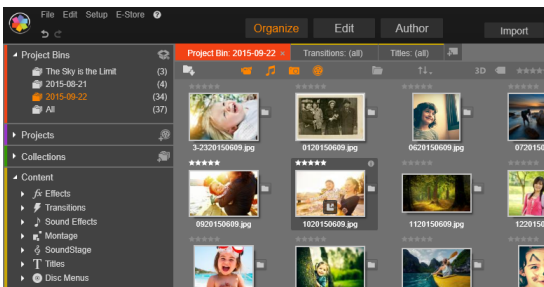 File Edit Setup E-Store ?
Organize Edit Author Import
Project Bins
The Sky is the Limit (3)
2015-08-21 (4)
2015-09-22 (34)
All (37)
Projects
Collections
Content
fx Effects
Transitions
Sound Effects
Montage
SoundStage
T Titles
Disc Menus
Project Bin: 2015-09-22 × Transitions: (all) Titles: (all)
3D
3-2320150609.jpg 0120150609.jpg 0620150609.jpg 0720150
0920150609.jpg 1020150609.jpg 1120150609.jpg 1220150